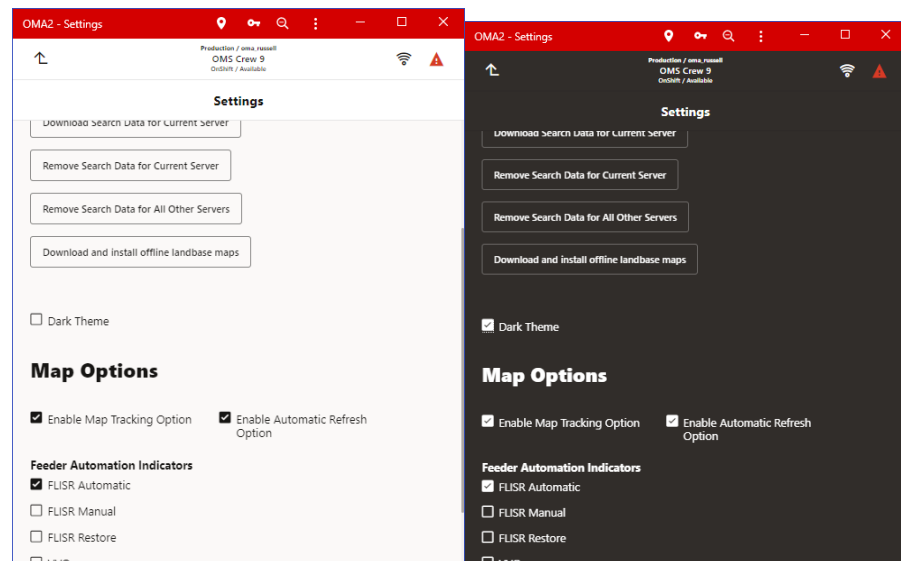 OMA2 - Settings
Production / oma_russell
OMS Crew 9
OnShift / Available
Settings
Download Search Data for Current Server
Remove Search Data for Current Server
Remove Search Data for All Other Servers
Download and install offline landbase maps
Dark Theme
Map Options
Enable Map Tracking Option
Enable Automatic Refresh
Option
Feeder Automation Indicators
FLISR Automatic
FLISR Manual
FLISR Restore
OMA2 - Settings
Production / oma_russell
OMS Crew 9
OnShift / Available
Settings
Download Search Data for Current Server
Remove Search Data for Current Server
Remove Search Data for All Other Servers
Download and install offline landbase maps
Dark Theme
Map Options
Enable Map Tracking Option
Enable Automatic Refresh
Option
Feeder Automation Indicators
FLISR Automatic
FLISR Manual
FLISR Restore